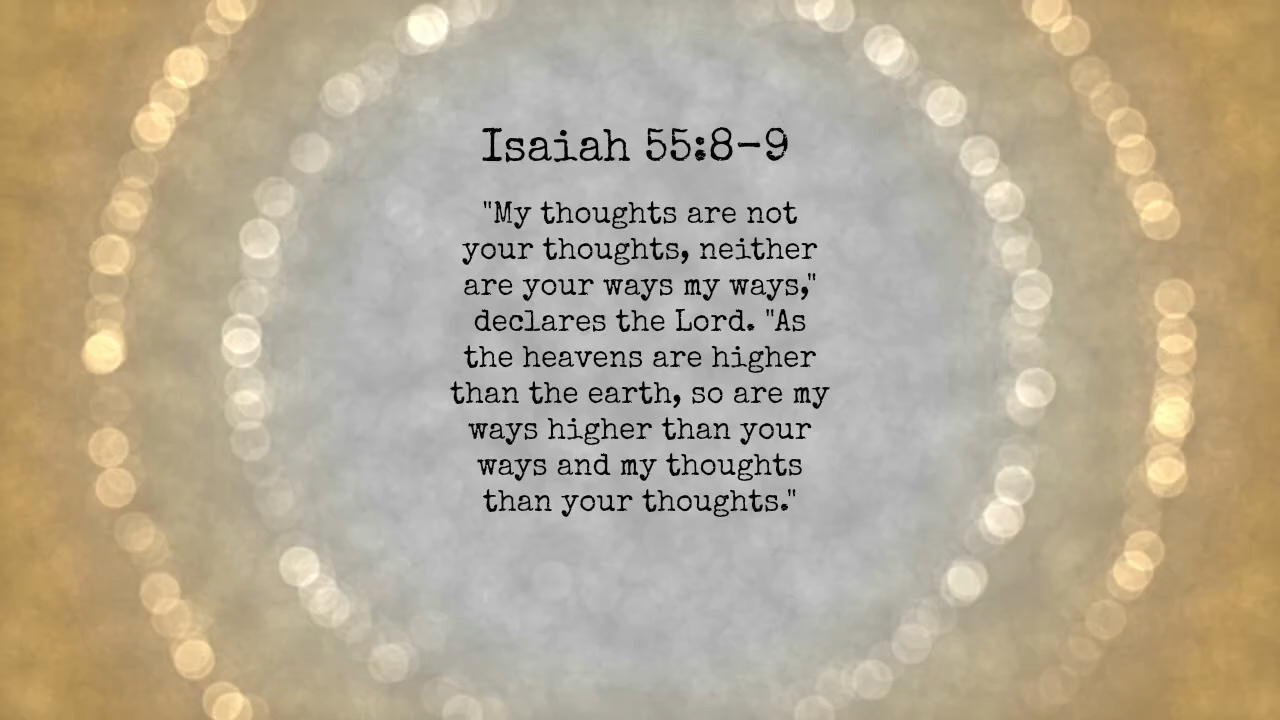 Isaiah 55:8-9
"My thoughts are not
your thoughts, neither
are your ways my ways,"
declares the Lord. "As
the heavens are higher
than the earth, so are my
ways higher than your
ways and my thoughts
than your thoughts."